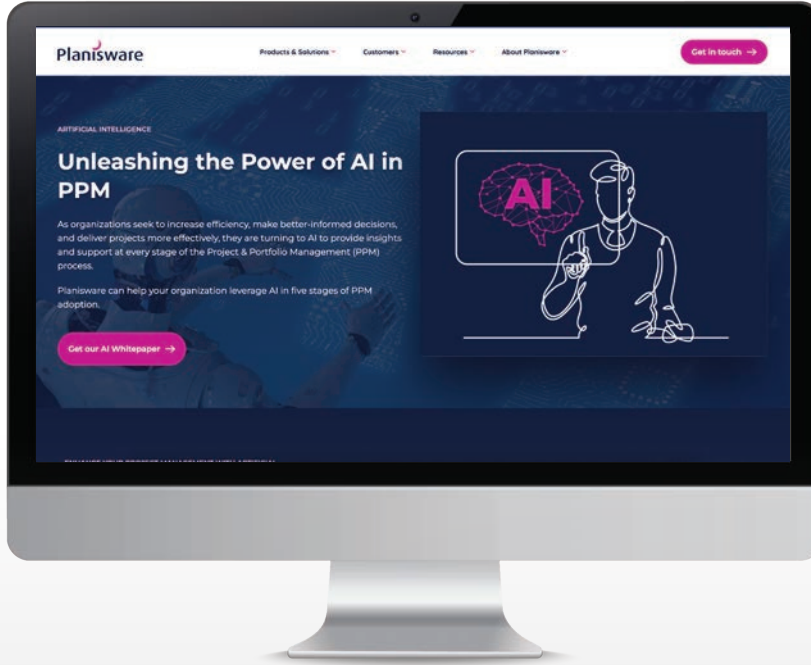 Planisware
Products & Solutions
Customers
Resources
About Planisware
Get in touch →
ARTIFICIAL INTELLIGENCE
Unleashing the Power of AI in
PPM
As organizations seek to increase efficiency, make better-informed decisions,
and deliver projects more effectively, they are turning to AI to provide insights
and support at every stage of the Project & Portfolio Management (PPM)
process.
Planisware can help your organization leverage AI in five stages of PPM
adoption.
Get our AI Whitepaper →
AI